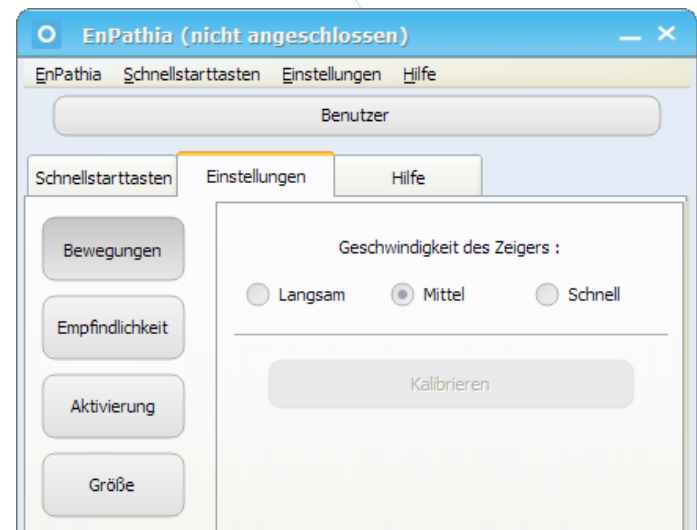 EnPathia (nicht angeschlossen)
EnPathia Schnellstarttasten Einstellungen Hilfe
Benutzer
Schnellstarttasten Einstellungen Hilfe
Bewegungen
Geschwindigkeit des Zeigers :
Langsam Mittel Schnell
Empfindlichkeit
Kalibrieren
Aktivierung
Größe